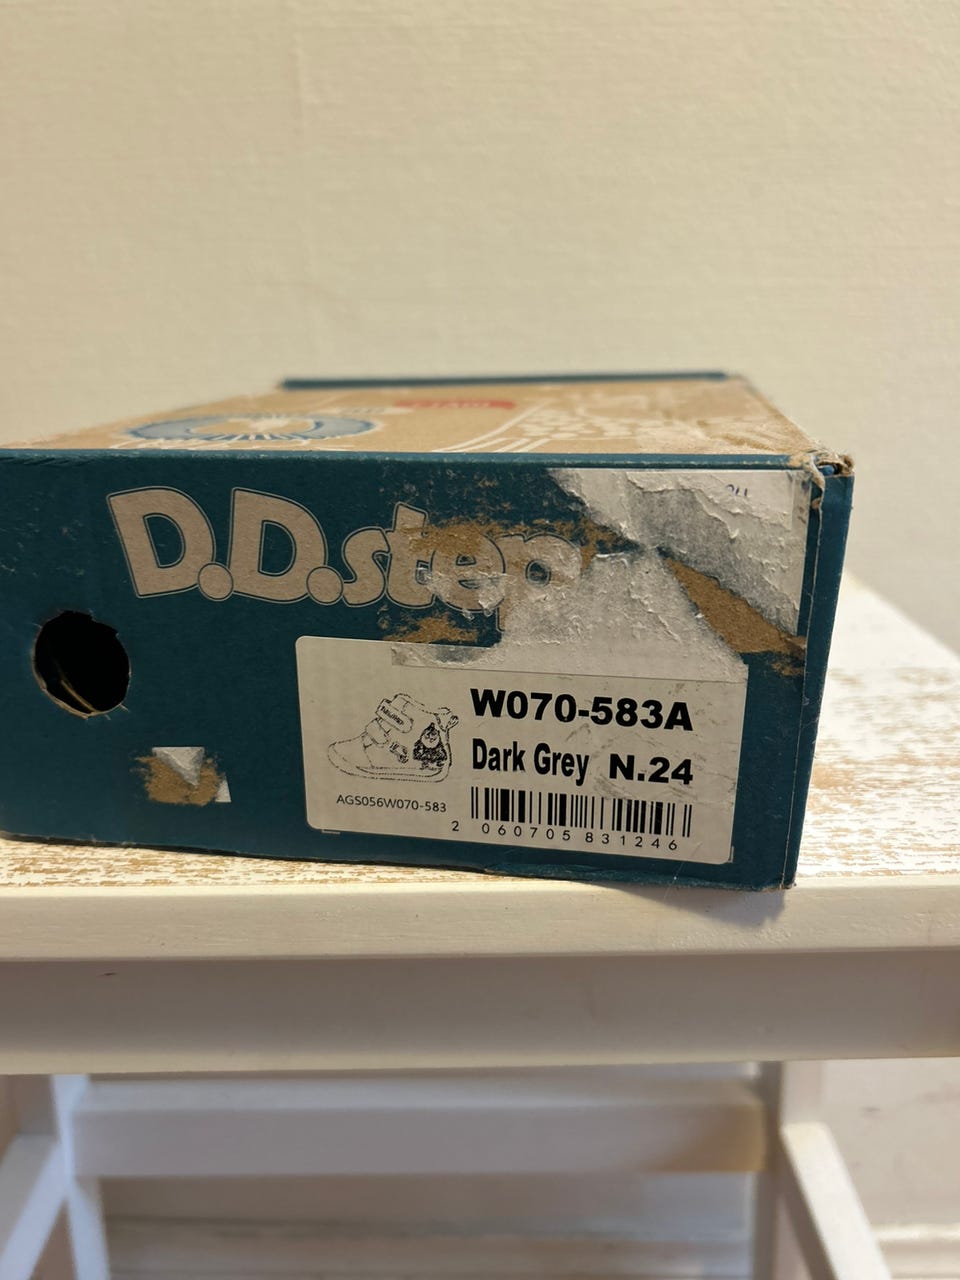 D.D.step
W070-583A
Dark Grey N.24
AGS056W070-583
2 060705 831246